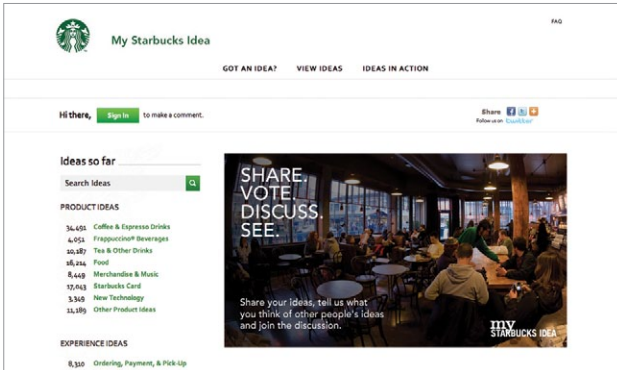 FAQ
My Starbucks Idea
GOT AN IDEA? VIEW IDEAS IDEAS IN ACTION
Hi there, Sign In to make a comment.
Share
Follow us on twitter
Ideas so far
Search Ideas
PRODUCT IDEAS
34,491 Coffee & Espresso Drinks
4,051 Frappuccino® Beverages
10,187 Tea & Other Drinks
16,214 Food
8,449 Merchandise & Music
17,043 Starbucks Card
3,349 New Technology
11,189 Other Product Ideas
EXPERIENCE IDEAS
8,310 Ordering, Payment, & Pick-Up
SHARE.
VOTE.
DISCUSS.
SEE.
Share your ideas, tell us what
you think of other people's ideas
and join the discussion.
my
STARBUCKS IDEA